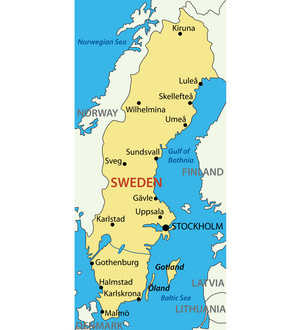 Kiruna
Norwegian Sea
Luleå
Skellefteå
Wilhelmina
NORWAY
Umeå
Sundsvall
Gulf of
Bothnia
Sveg
FINLAND
SWEDEN
Gävle
Uppsala
Karlstad
STOCKHOLM
Gothenburg
Gotland
Halmstad
LATVIA
Öland
Karlskrona
Baltic Sea
LITHUANIA
Malmö
DENMARK